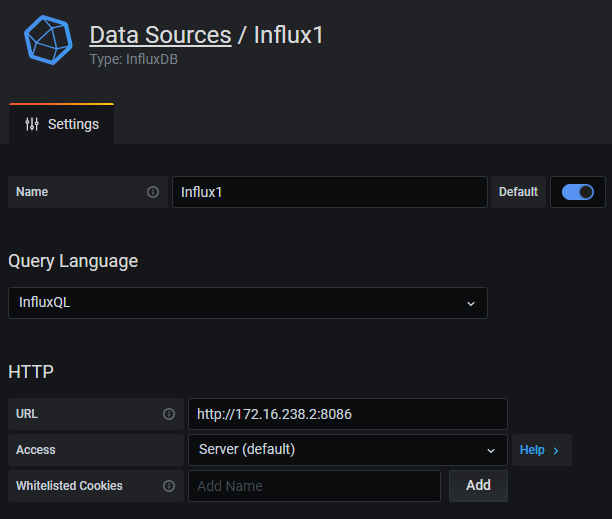 Data Sources / Influx1
Type: InfluxDB
Settings
Name Influx1 Default
Query Language
InfluxQL
HTTP
URL http://172.16.238.2:8086
Access Server (default) Help
Whitelisted Cookies Add Name Add